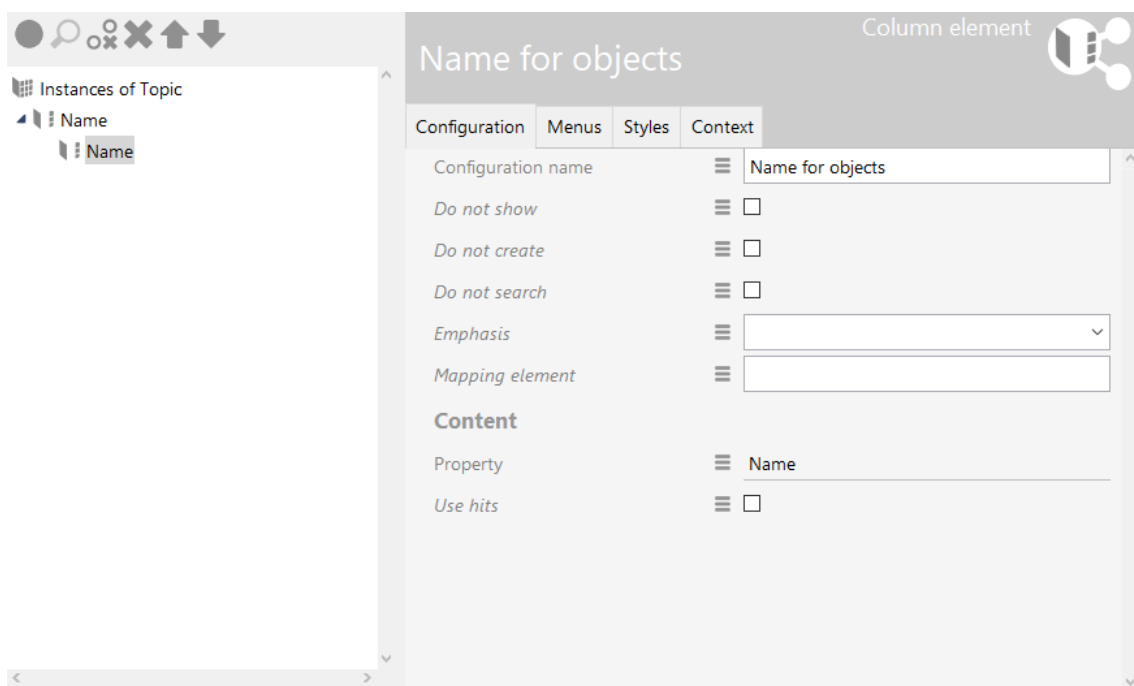 Column element
Name for objects
Instances of Topic
Name
Name
Configuration Menus Styles Context
Configuration name Name for objects
Do not show
Do not create
Do not search
Emphasis
Mapping element
Content
Property Name
Use hits